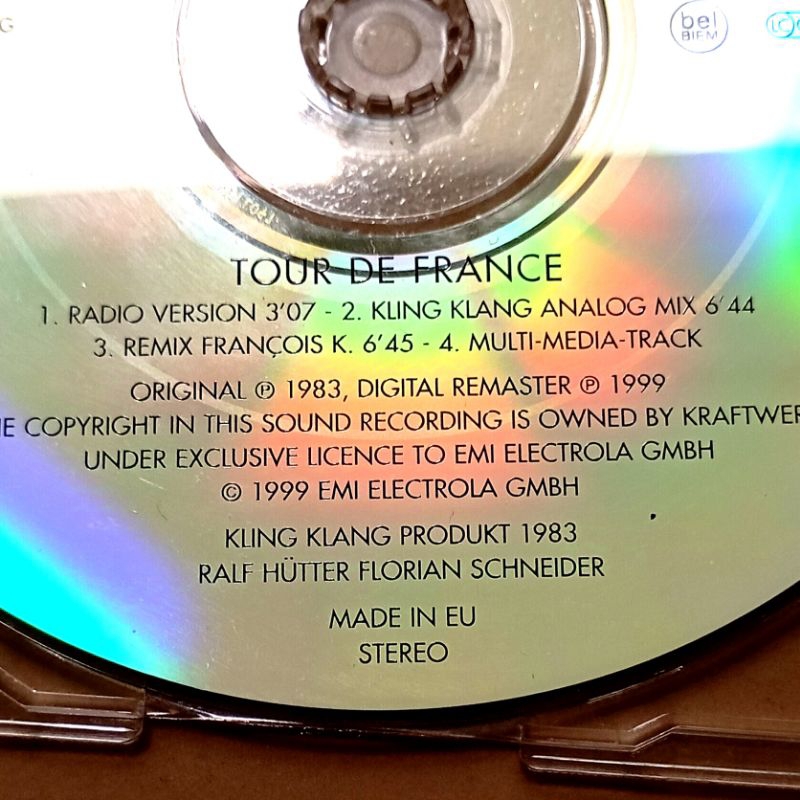 G
bel
BIEM
TOUR DE FRANCE
1. RADIO VERSION 3'07 - 2. KLING KLANG ANALOG MIX 6'44
3. REMIX FRANÇOIS K. 6'45 - 4. MULTI-MEDIA-TRACK
ORIGINAL ℗ 1983, DIGITAL REMASTER ℗ 1999
E COPYRIGHT IN THIS SOUND RECORDING IS OWNED BY KRAFTWER
UNDER EXCLUSIVE LICENCE TO EMI ELECTROLA GMBH
© 1999 EMI ELECTROLA GMBH
KLING KLANG PRODUKT 1983
RALF HÜTTER FLORIAN SCHNEIDER
MADE IN EU
STEREO